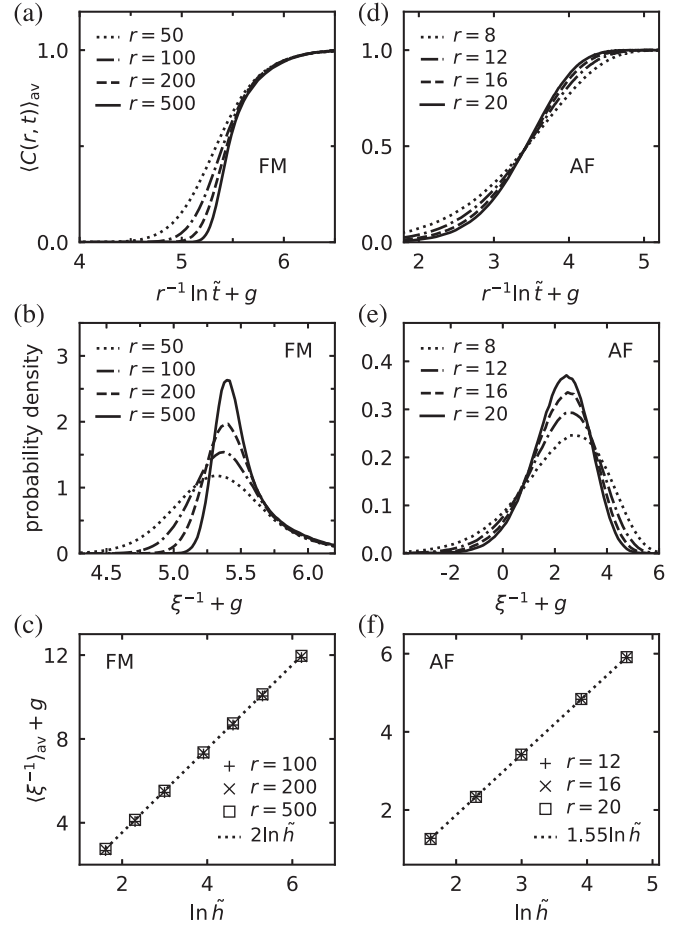 (a)
1.0
0.5
0.0
⟨C(r, t)⟩av
r = 50
r = 100
r = 200
r = 500
FM
4 5 6
r⁻¹ ln t̃ + g
(d)
1.0
0.5
0.0
r = 8
r = 12
r = 16
r = 20
AF
2 3 4 5
r⁻¹ ln t̃ + g
(b)
3
2
1
0
probability density
r = 50
r = 100
r = 200
r = 500
FM
4.5 5.0 5.5 6.0
ξ⁻¹ + g
(e)
0.4
0.3
0.2
0.1
0.0
r = 8
r = 12
r = 16
r = 20
AF
-2 0 2 4 6
ξ⁻¹ + g
(c)
12
8
4
⟨ξ⁻¹⟩av + g
FM
r = 100
r = 200
r = 500
2 ln h̃
2 3 4 5 6
ln h̃
(f)
6
4
2
AF
r = 12
r = 16
r = 20
1.55 ln h̃
2 3 4 5
ln h̃